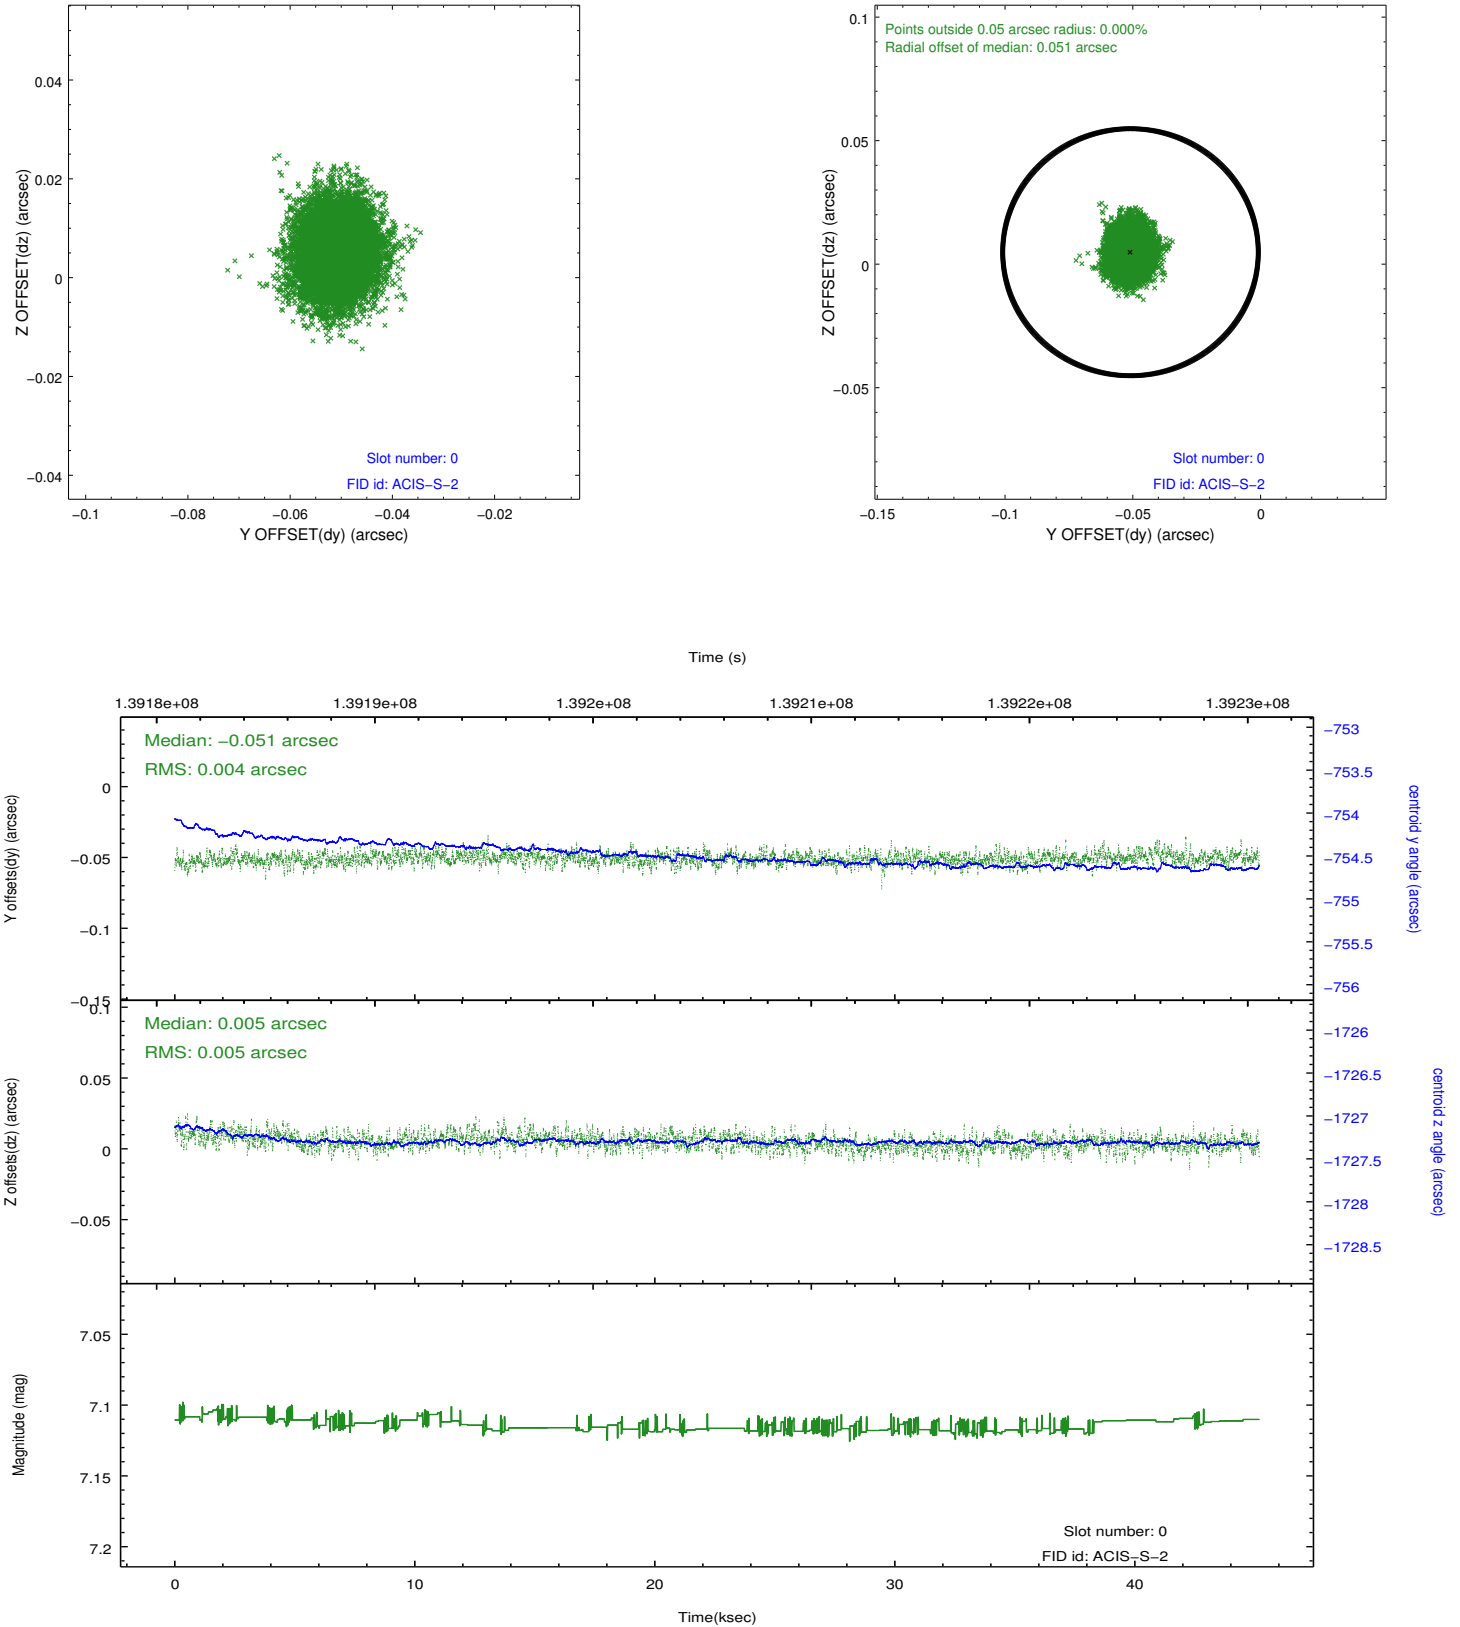 0.04
0.02
0
−0.02
−0.04
Z OFFSET(dz) (arcsec)
Slot number: 0
FID id: ACIS−S−2
−0.1
−0.08
−0.06
−0.04
−0.02
Y OFFSET(dy) (arcsec)
Points outside 0.05 arcsec radius: 0.000%
Radial offset of median: 0.051 arcsec
0.1
0.05
0
−0.05
Z OFFSET(dz) (arcsec)
Slot number: 0
FID id: ACIS−S−2
−0.15
−0.1
−0.05
0
Y OFFSET(dy) (arcsec)
Time (s)
1.3918e+08
1.3919e+08
1.392e+08
1.3921e+08
1.3922e+08
1.3923e+08
Median: −0.051 arcsec
RMS: 0.004 arcsec
0
−0.05
−0.1
−0.15
Y offsets(dy) (arcsec)
−753
−753.5
−754
−754.5
−755
−755.5
−756
centroid y angle (arcsec)
Median: 0.005 arcsec
RMS: 0.005 arcsec
0.1
0.05
0
−0.05
Z offsets(dz) (arcsec)
−1726
−1726.5
−1727
−1727.5
−1728
−1728.5
centroid z angle (arcsec)
7.05
7.1
7.15
7.2
Magnitude (mag)
Slot number: 0
FID id: ACIS−S−2
0
10
20
30
40
Time(ksec)